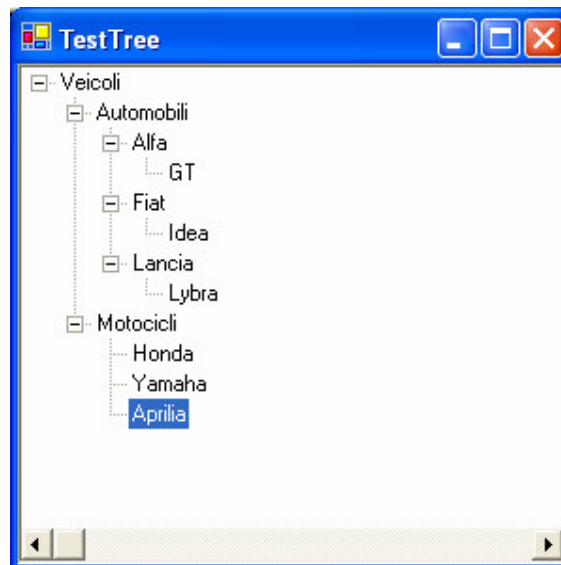 TestTree
Veicoli
Automobili
Alfa
GT
Fiat
Idea
Lancia
Lybra
Motocicli
Honda
Yamaha
Aprilia